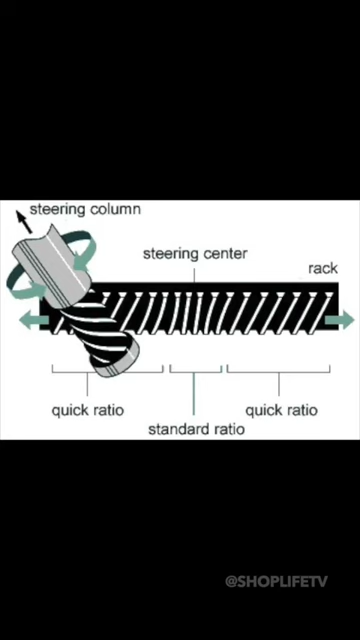 steering column
steering center
rack
quick ratio
quick ratio
standard ratio
@SHOPLIFETV